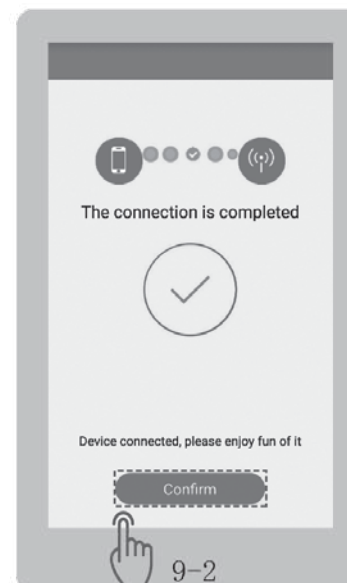 The connection is completed
Device connected, please enjoy fun of it
Confirm
9-2